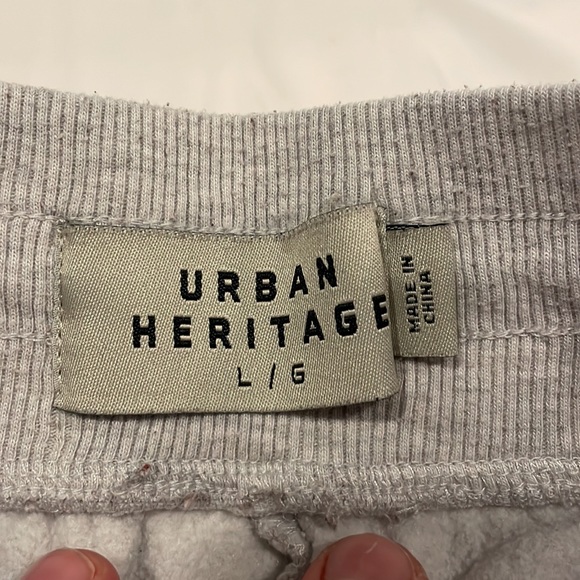 URBAN
HERITAGE
L / G
MADE IN
CHINA